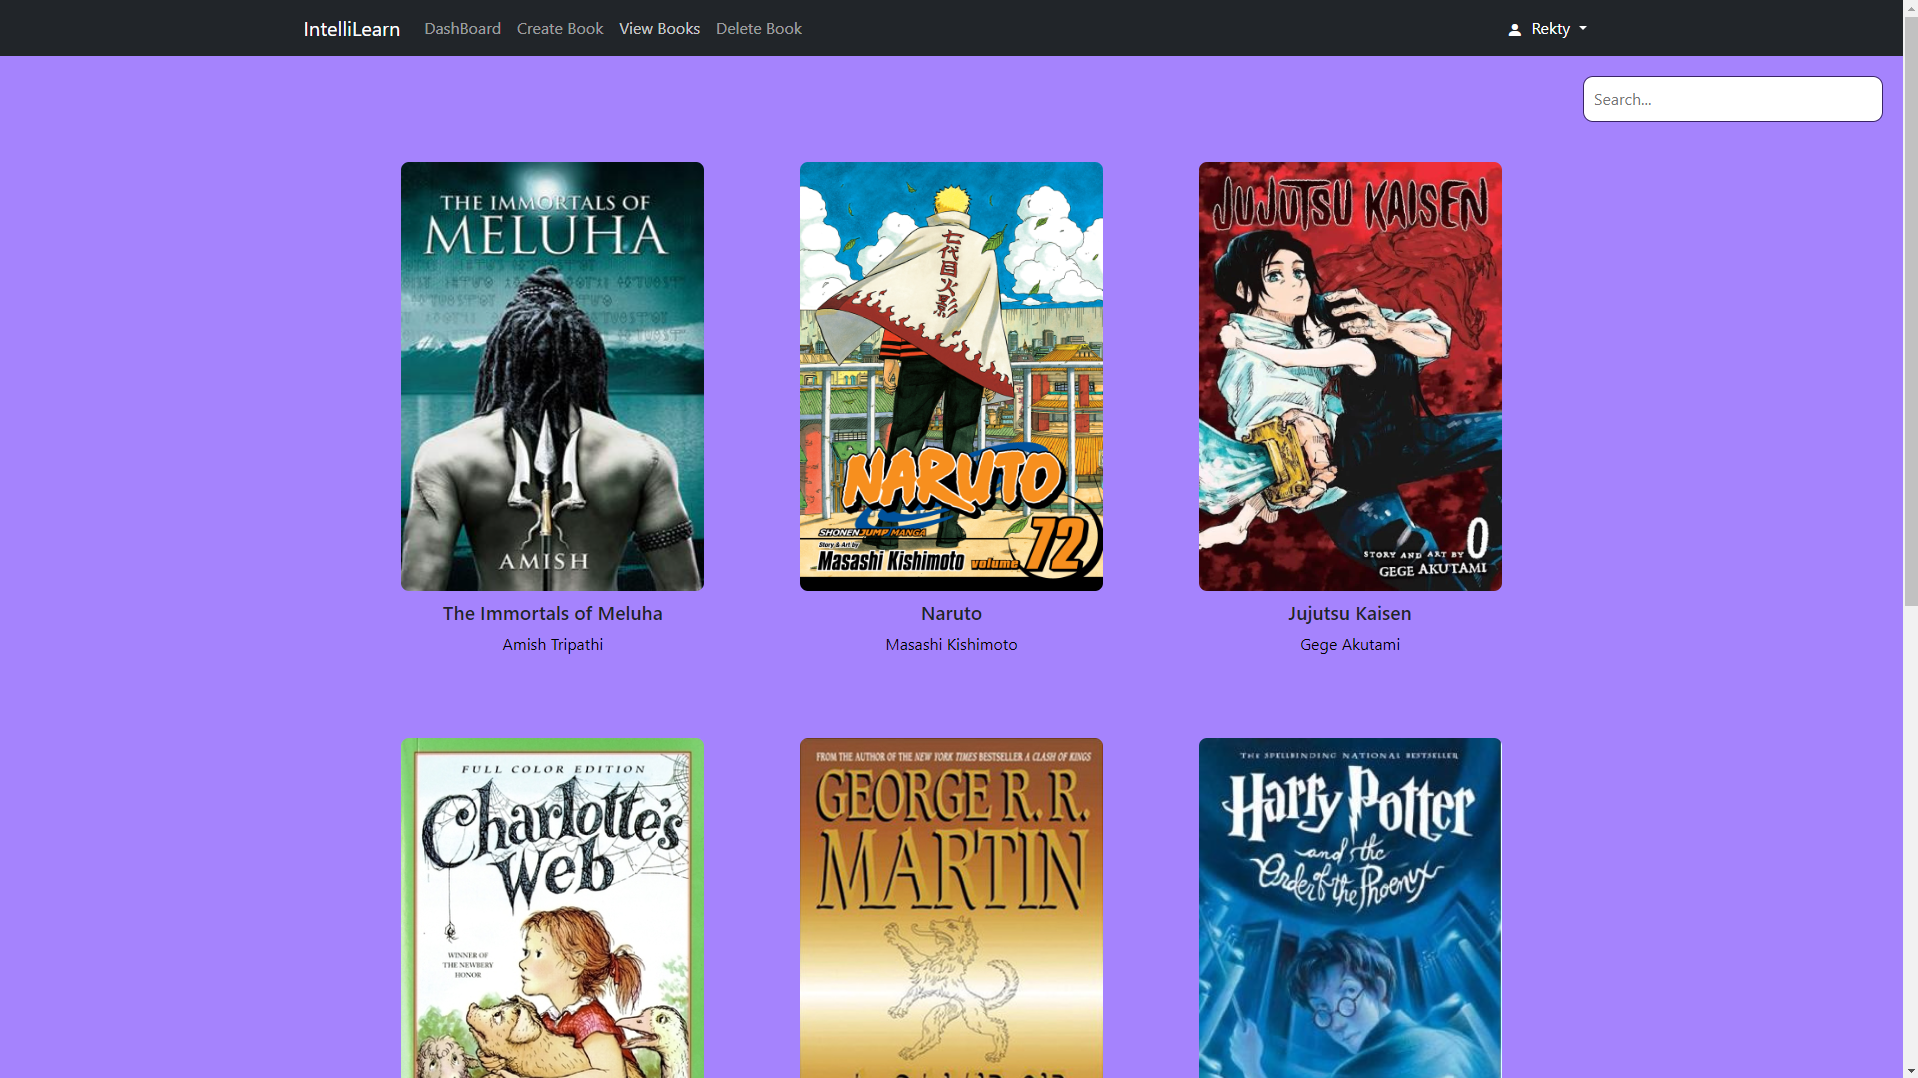 IntelliLearn DashBoard Create Book View Books Delete Book Rekty
Search...
THE IMMORTALS OF
MELUHA
AMISH
The Immortals of Meluha
Amish Tripathi
七代目火影
NARUTO
SHONEN JUMP MANGA
Story & Art by
Masashi Kishimoto volume 72
Naruto
Masashi Kishimoto
JUJUTSU KAISEN
0
STORY AND ART BY
GEGE AKUTAMI
Jujutsu Kaisen
Gege Akutami
FULL COLOR EDITION
Charlotte's
Web
WINNER OF
THE NEWBERY
HONOR
FROM THE AUTHOR OF THE NEW YORK TIMES BESTSELLER A CLASH OF KINGS
GEORGE R. R.
MARTIN
THE SPELLBINDING NATIONAL BESTSELLER
Harry Potter
and the
Order of the Phoenix